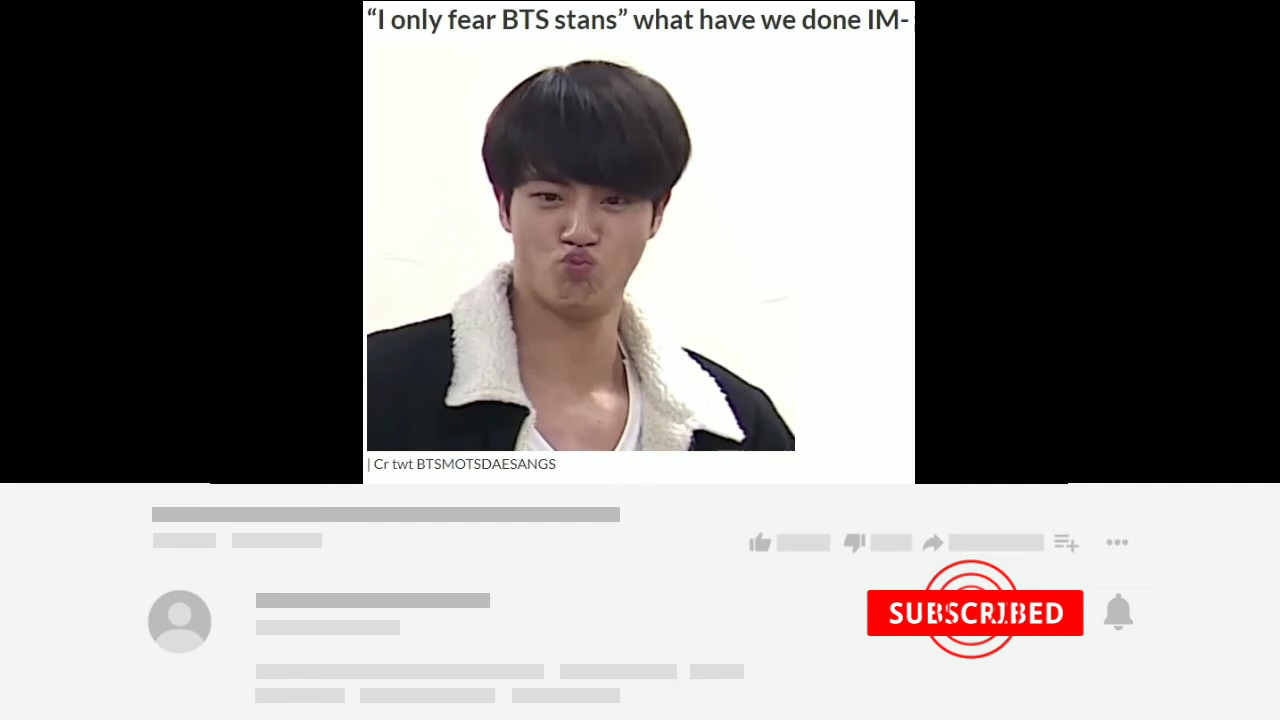 “I only fear BTS stans” what have we done IM-
| Cr twt BTSMOTSDAESANGS
SUBSCRIBED